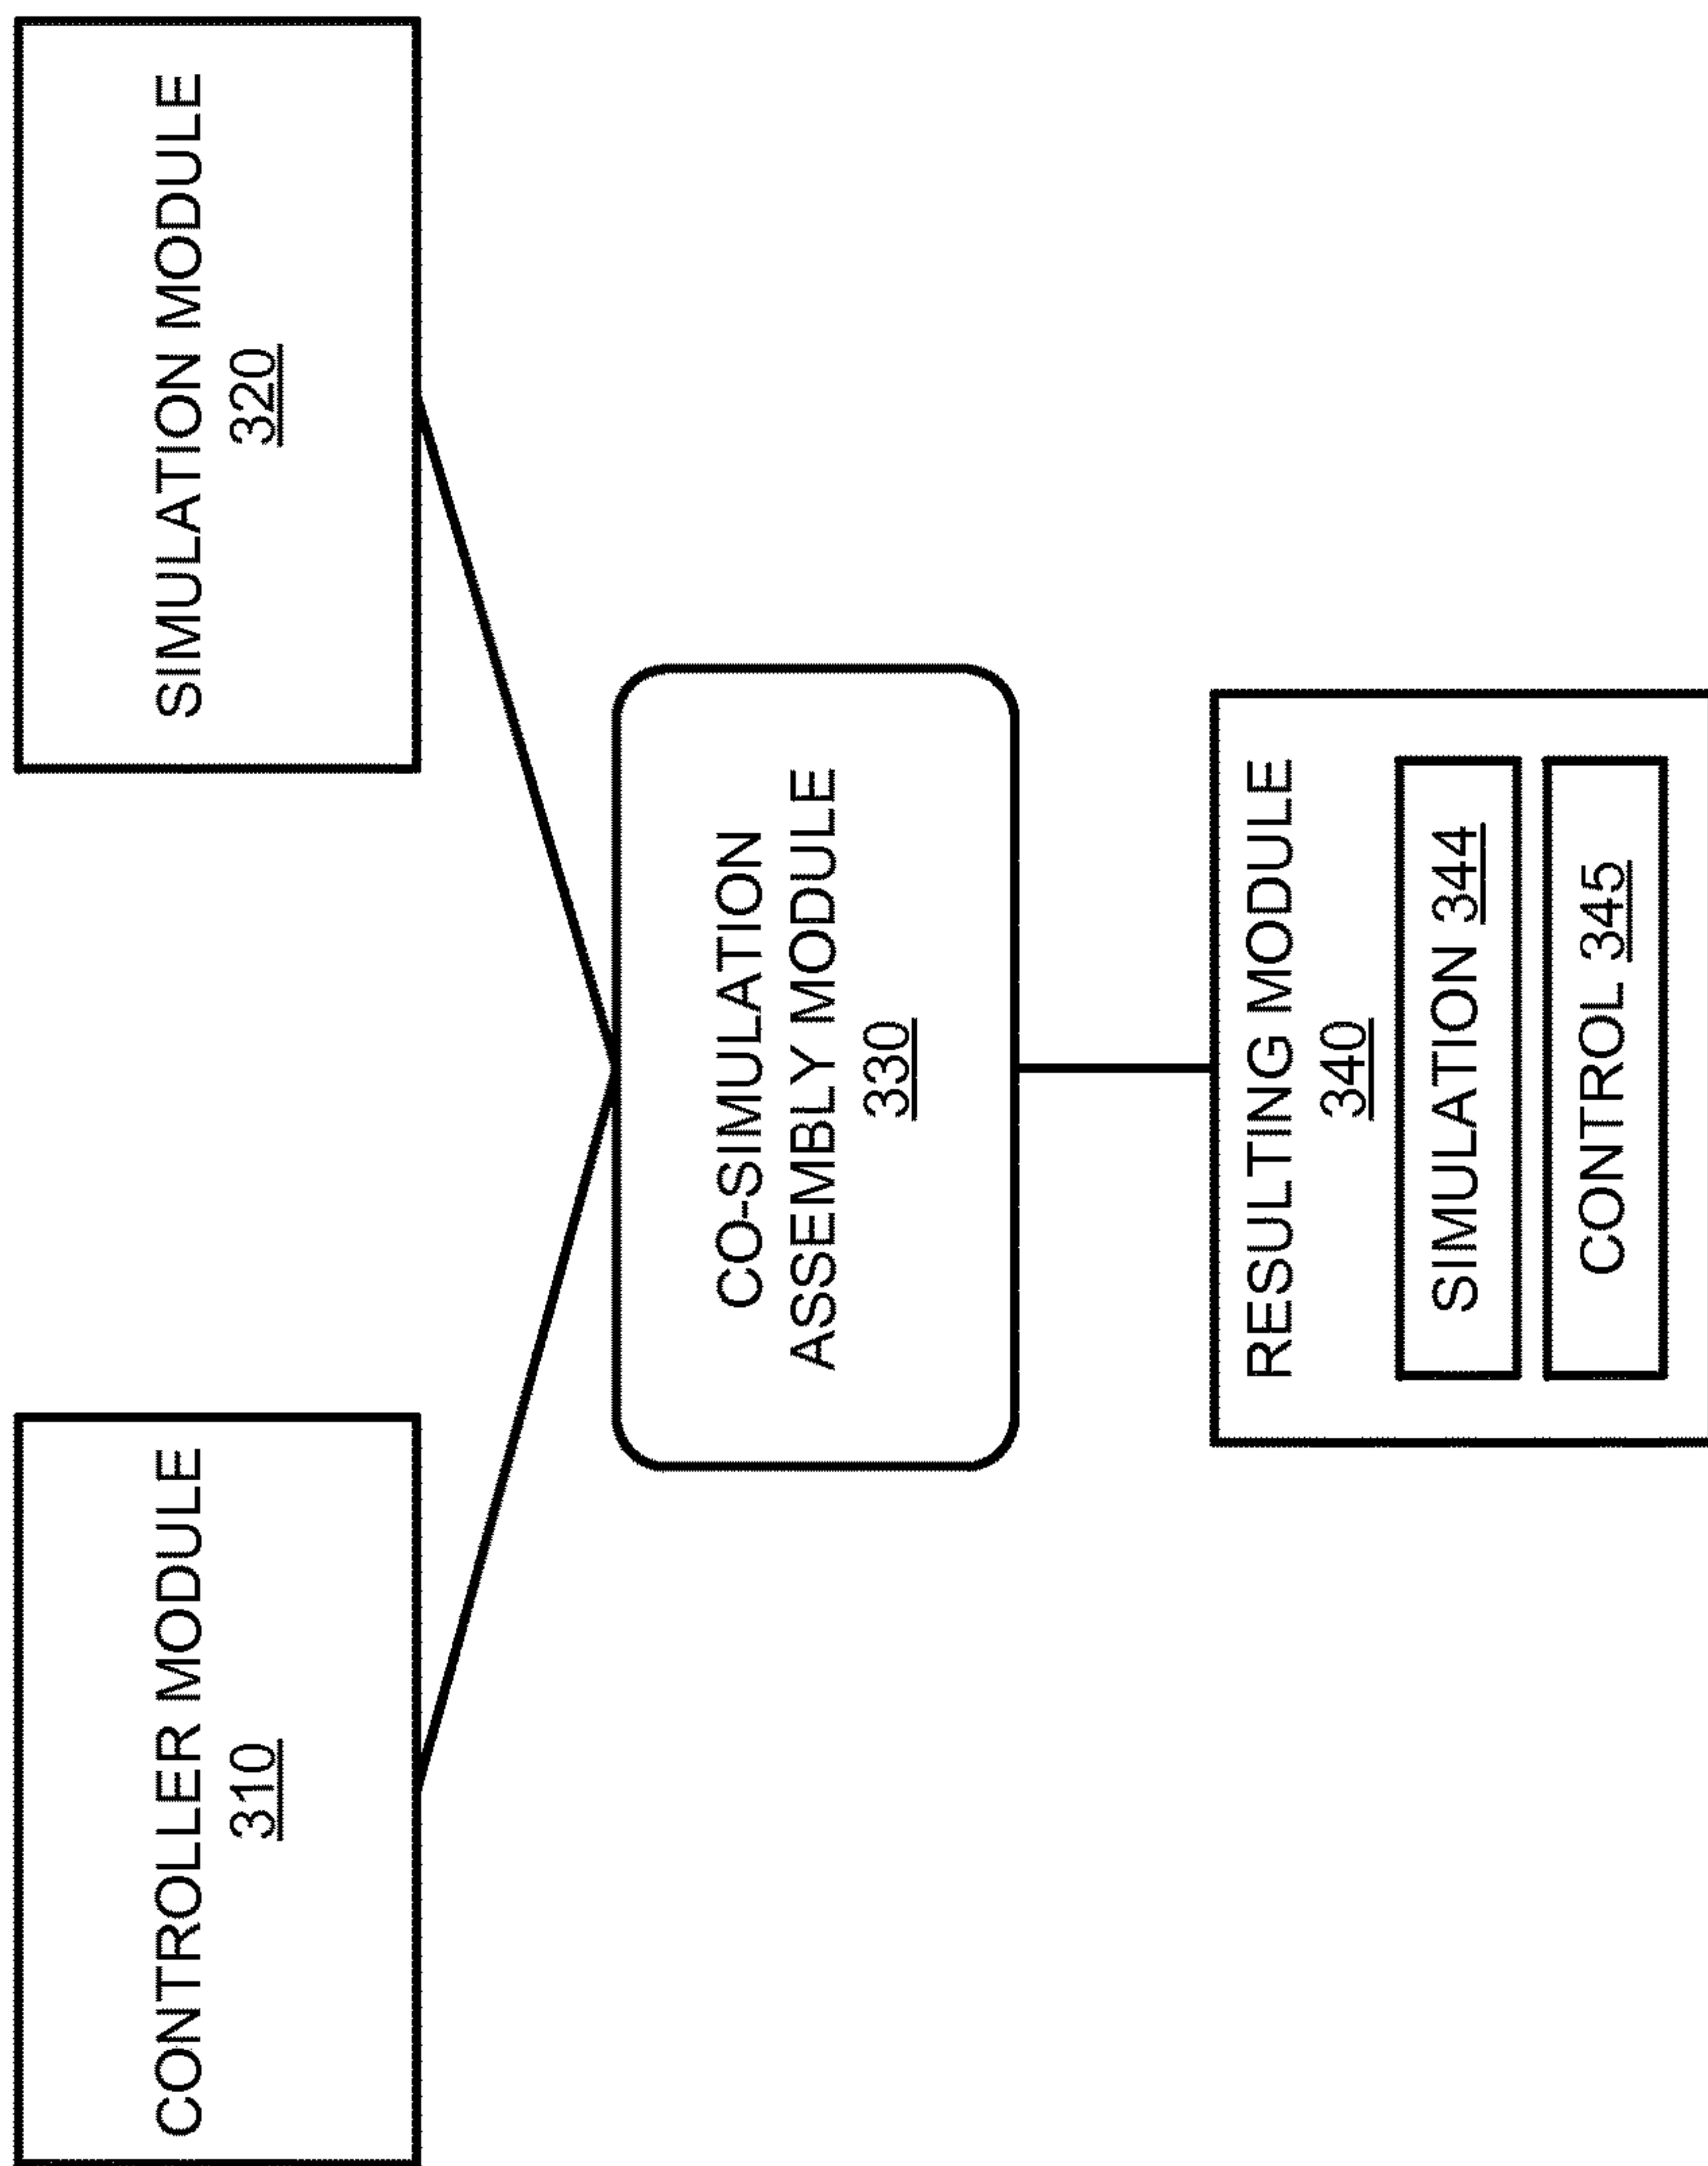 CONTROLLER MODULE
310
SIMULATION MODULE
320
CO-SIMULATION
ASSEMBLY MODULE
330
RESULTING MODULE
340
SIMULATION 344
CONTROL 345